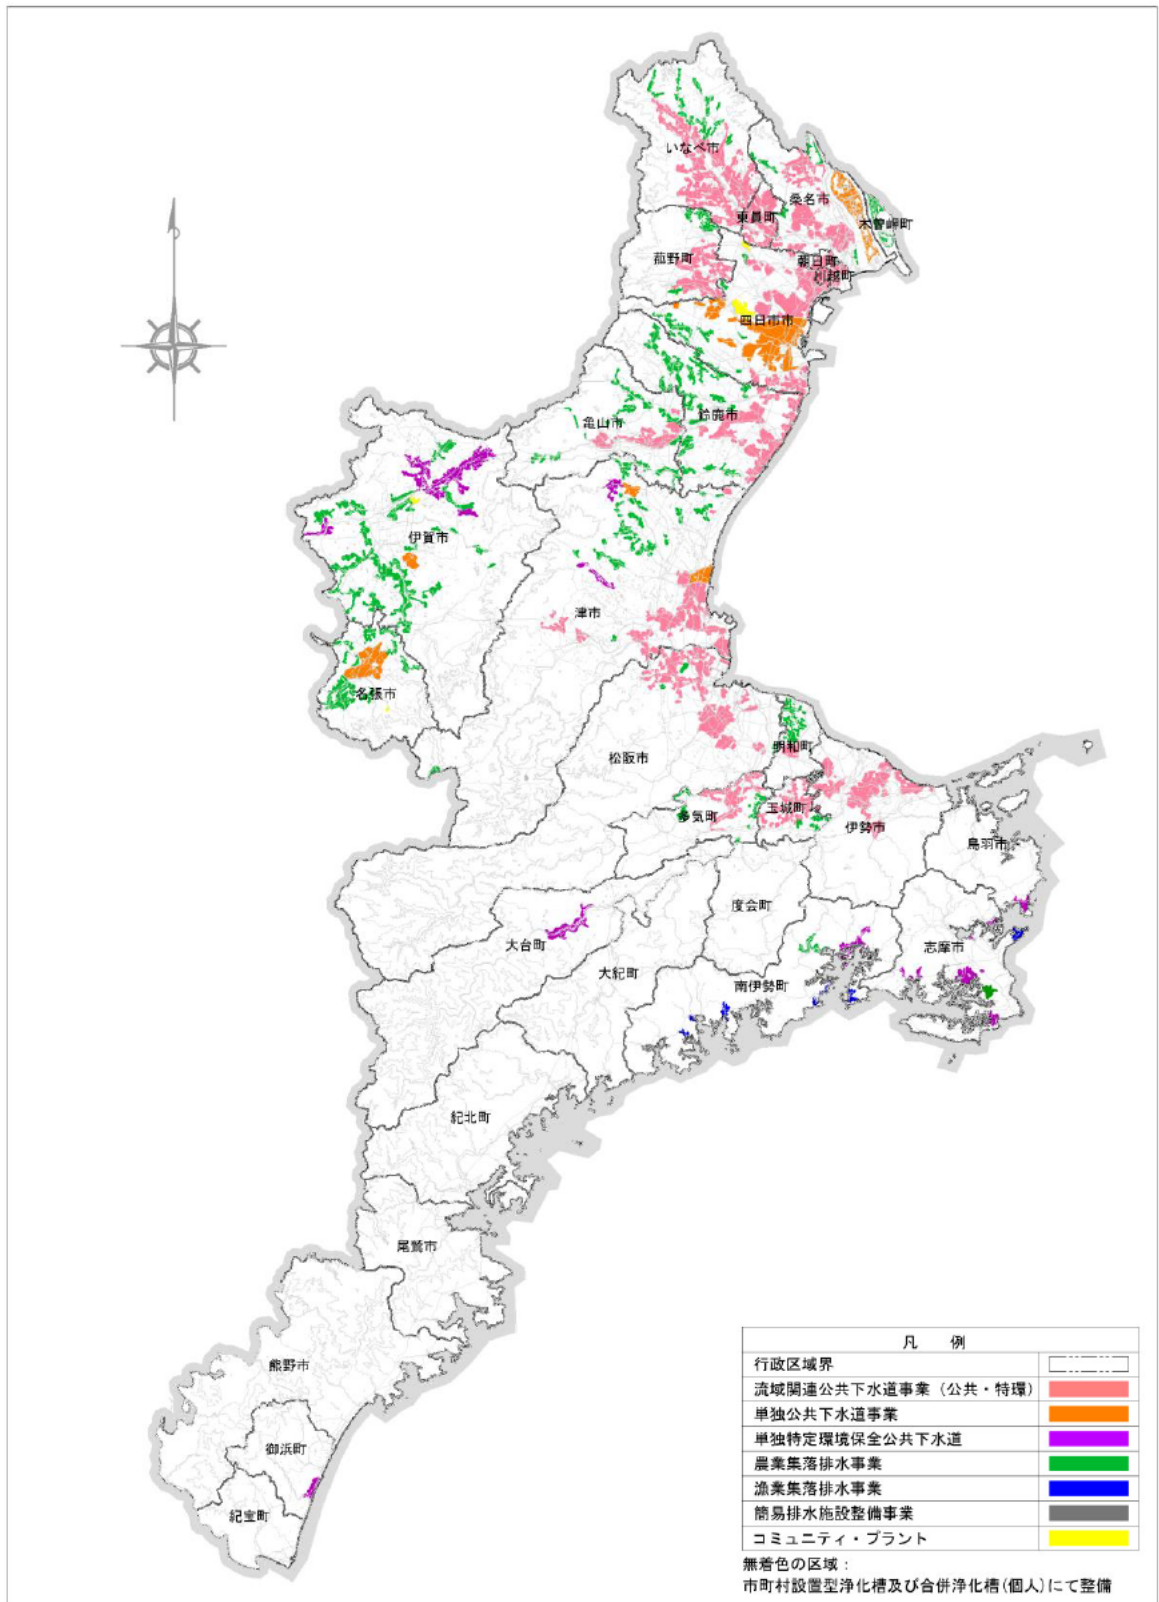 いなべ市
桑名市
東員町
木曽岬町
菰野町
朝日町
川越町
四日市市
鈴鹿市
亀山市
伊賀市
津市
名張市
松阪市
明和町
多気町
玉城町
伊勢市
鳥羽市
度会町
大台町
志摩市
大紀町
南伊勢町
紀北町
尾鷲市
熊野市
御浜町
紀宝町
凡 例
行政区域界
流域関連公共下水道事業（公共・特環）
単独公共下水道事業
単独特定環境保全公共下水道
農業集落排水事業
漁業集落排水事業
簡易排水施設整備事業
コミュニティ・プラント
無着色の区域：
市町村設置型浄化槽及び合併浄化槽(個人)にて整備